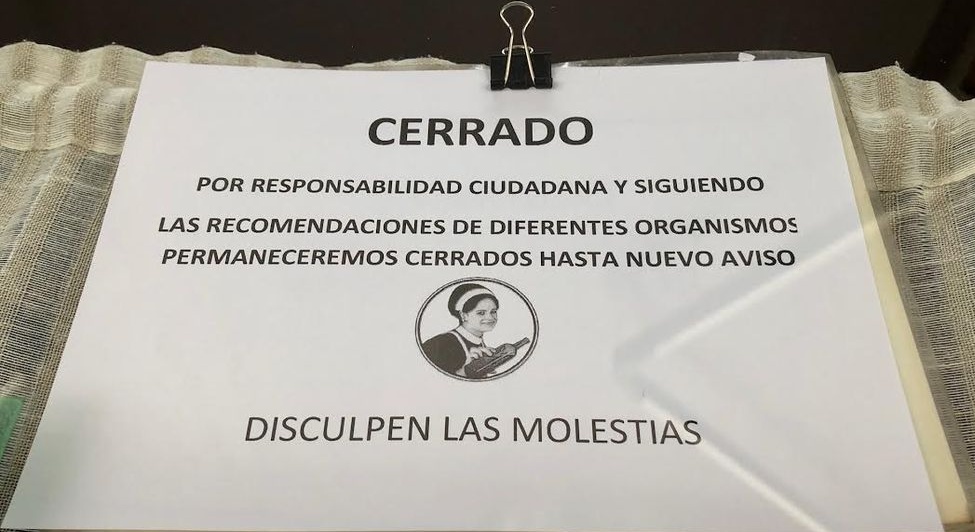 CERRADO
POR RESPONSABILIDAD CIUDADANA Y SIGUIENDO
LAS RECOMENDACIONES DE DIFERENTES ORGANISMOS
PERMANECEREMOS CERRADOS HASTA NUEVO AVISO
DISCULPEN LAS MOLESTIAS